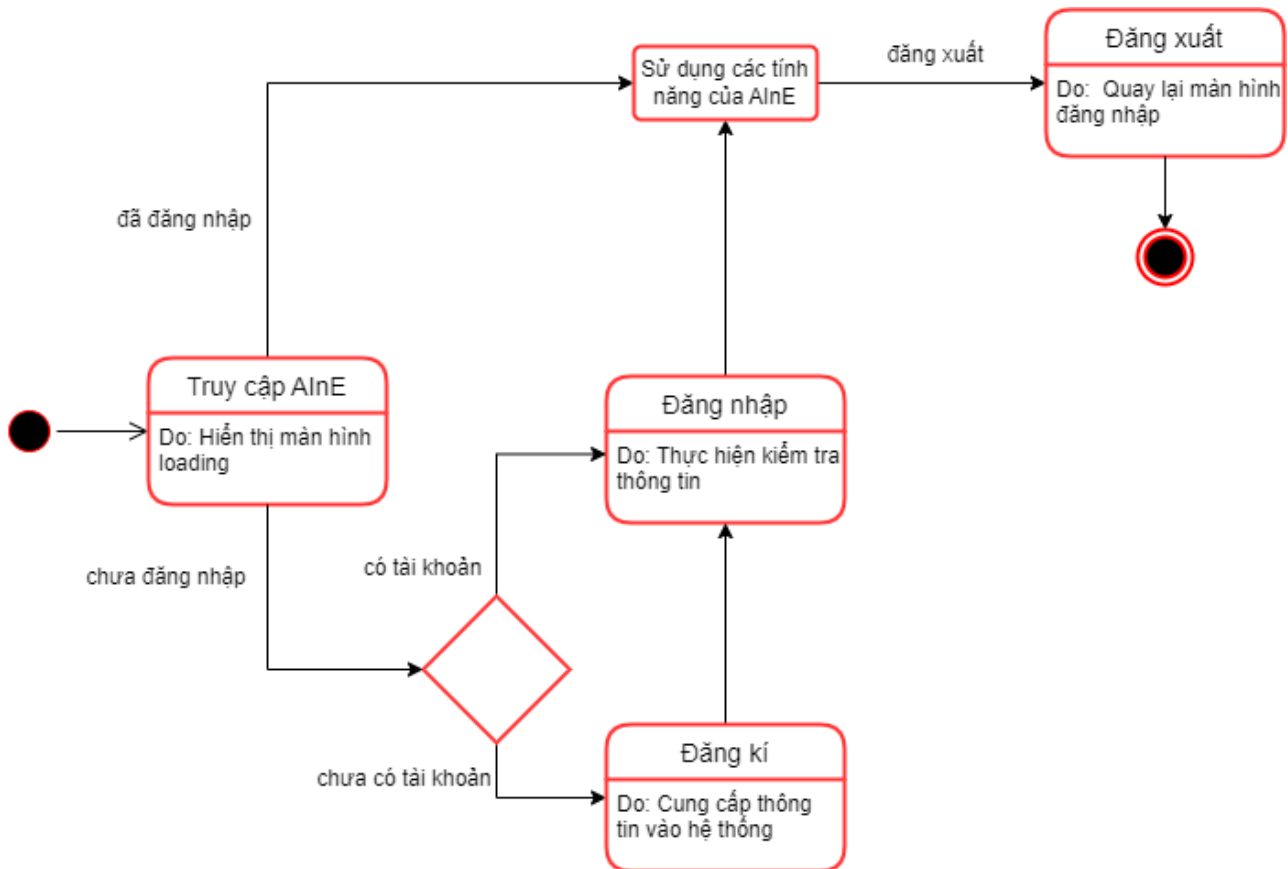 Đăng xuất
Do:  Quay lại màn hình
đăng nhập
đăng xuất
Sử dụng các tính
năng của AInE
đã đăng nhập
Truy cập AInE
Do: Hiển thị màn hình
loading
Đăng nhập
Do: Thực hiện kiểm tra
thông tin
chưa đăng nhập
có tài khoản
chưa có tài khoản
Đăng kí
Do: Cung cấp thông
tin vào hệ thống